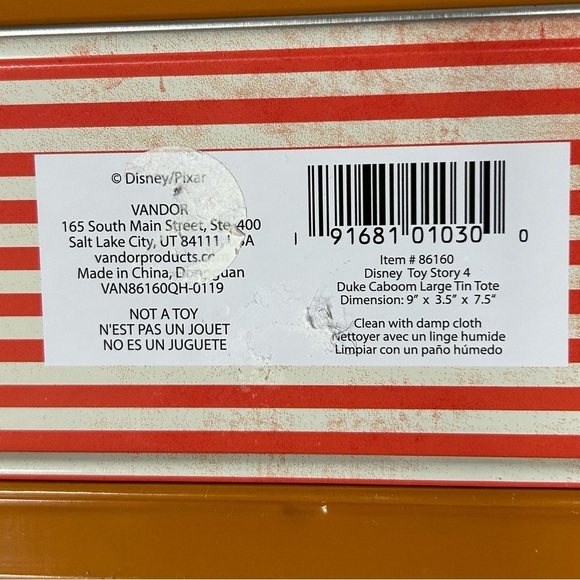 © Disney/Pixar
VANDOR
165 South Main Street, Ste. 400
Salt Lake City, UT 84111,
vandorproducts.co
Made in China, Dongguan
VAN86160QH-0119
NOT A TOY
N'EST PAS UN JOUET
NO ES UN JUGUETE
1 91681 01030 0
Item # 86160
Disney Toy Story 4
Duke Caboom Large Tin Tote
Dimension: 9" x 3.5" x 7.5"
Clean with damp cloth
Nettoyer avec un linge humide
Limpiar con un paño húmedo